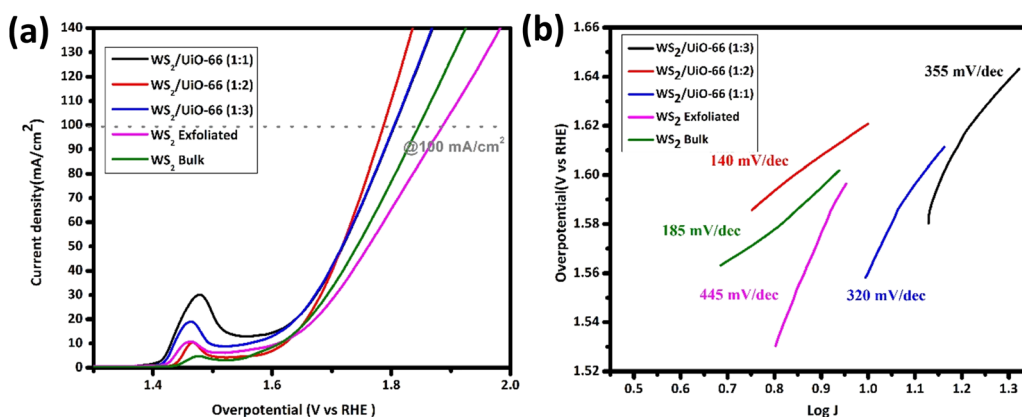 (a)
140
130
120
110
100
90
80
70
60
50
40
30
20
10
0
Current density(mA/cm²)
WS₂/UiO-66 (1:1)
WS₂/UiO-66 (1:2)
WS₂/UiO-66 (1:3)
WS₂ Exfoliated
WS₂ Bulk
@100 mA/cm²
1.4
1.6
1.8
2.0
Overpotential (V vs RHE )
(b)
1.66
1.64
1.62
1.60
1.58
1.56
1.54
1.52
Overpotential(V vs RHE)
WS₂/UiO-66 (1:3)
WS₂/UiO-66 (1:2)
WS₂/UiO-66 (1:1)
WS₂ Exfoliated
WS₂ Bulk
355 mV/dec
140 mV/dec
185 mV/dec
445 mV/dec
320 mV/dec
0.5
0.6
0.7
0.8
0.9
1.0
1.1
1.2
1.3
Log J